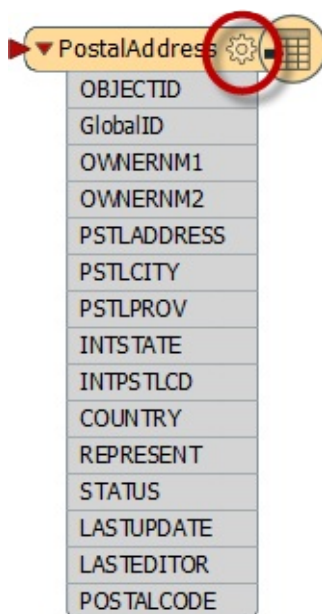 PostalAddress
OBJECTID
GlobalID
OWNERNM1
OWNERNM2
PSTLADDRESS
PSTLCITY
PSTLPROV
INTSTATE
INTPSTLCD
COUNTRY
REPRESENT
STATUS
LASTUPDATE
LASTEDITOR
POSTALCODE